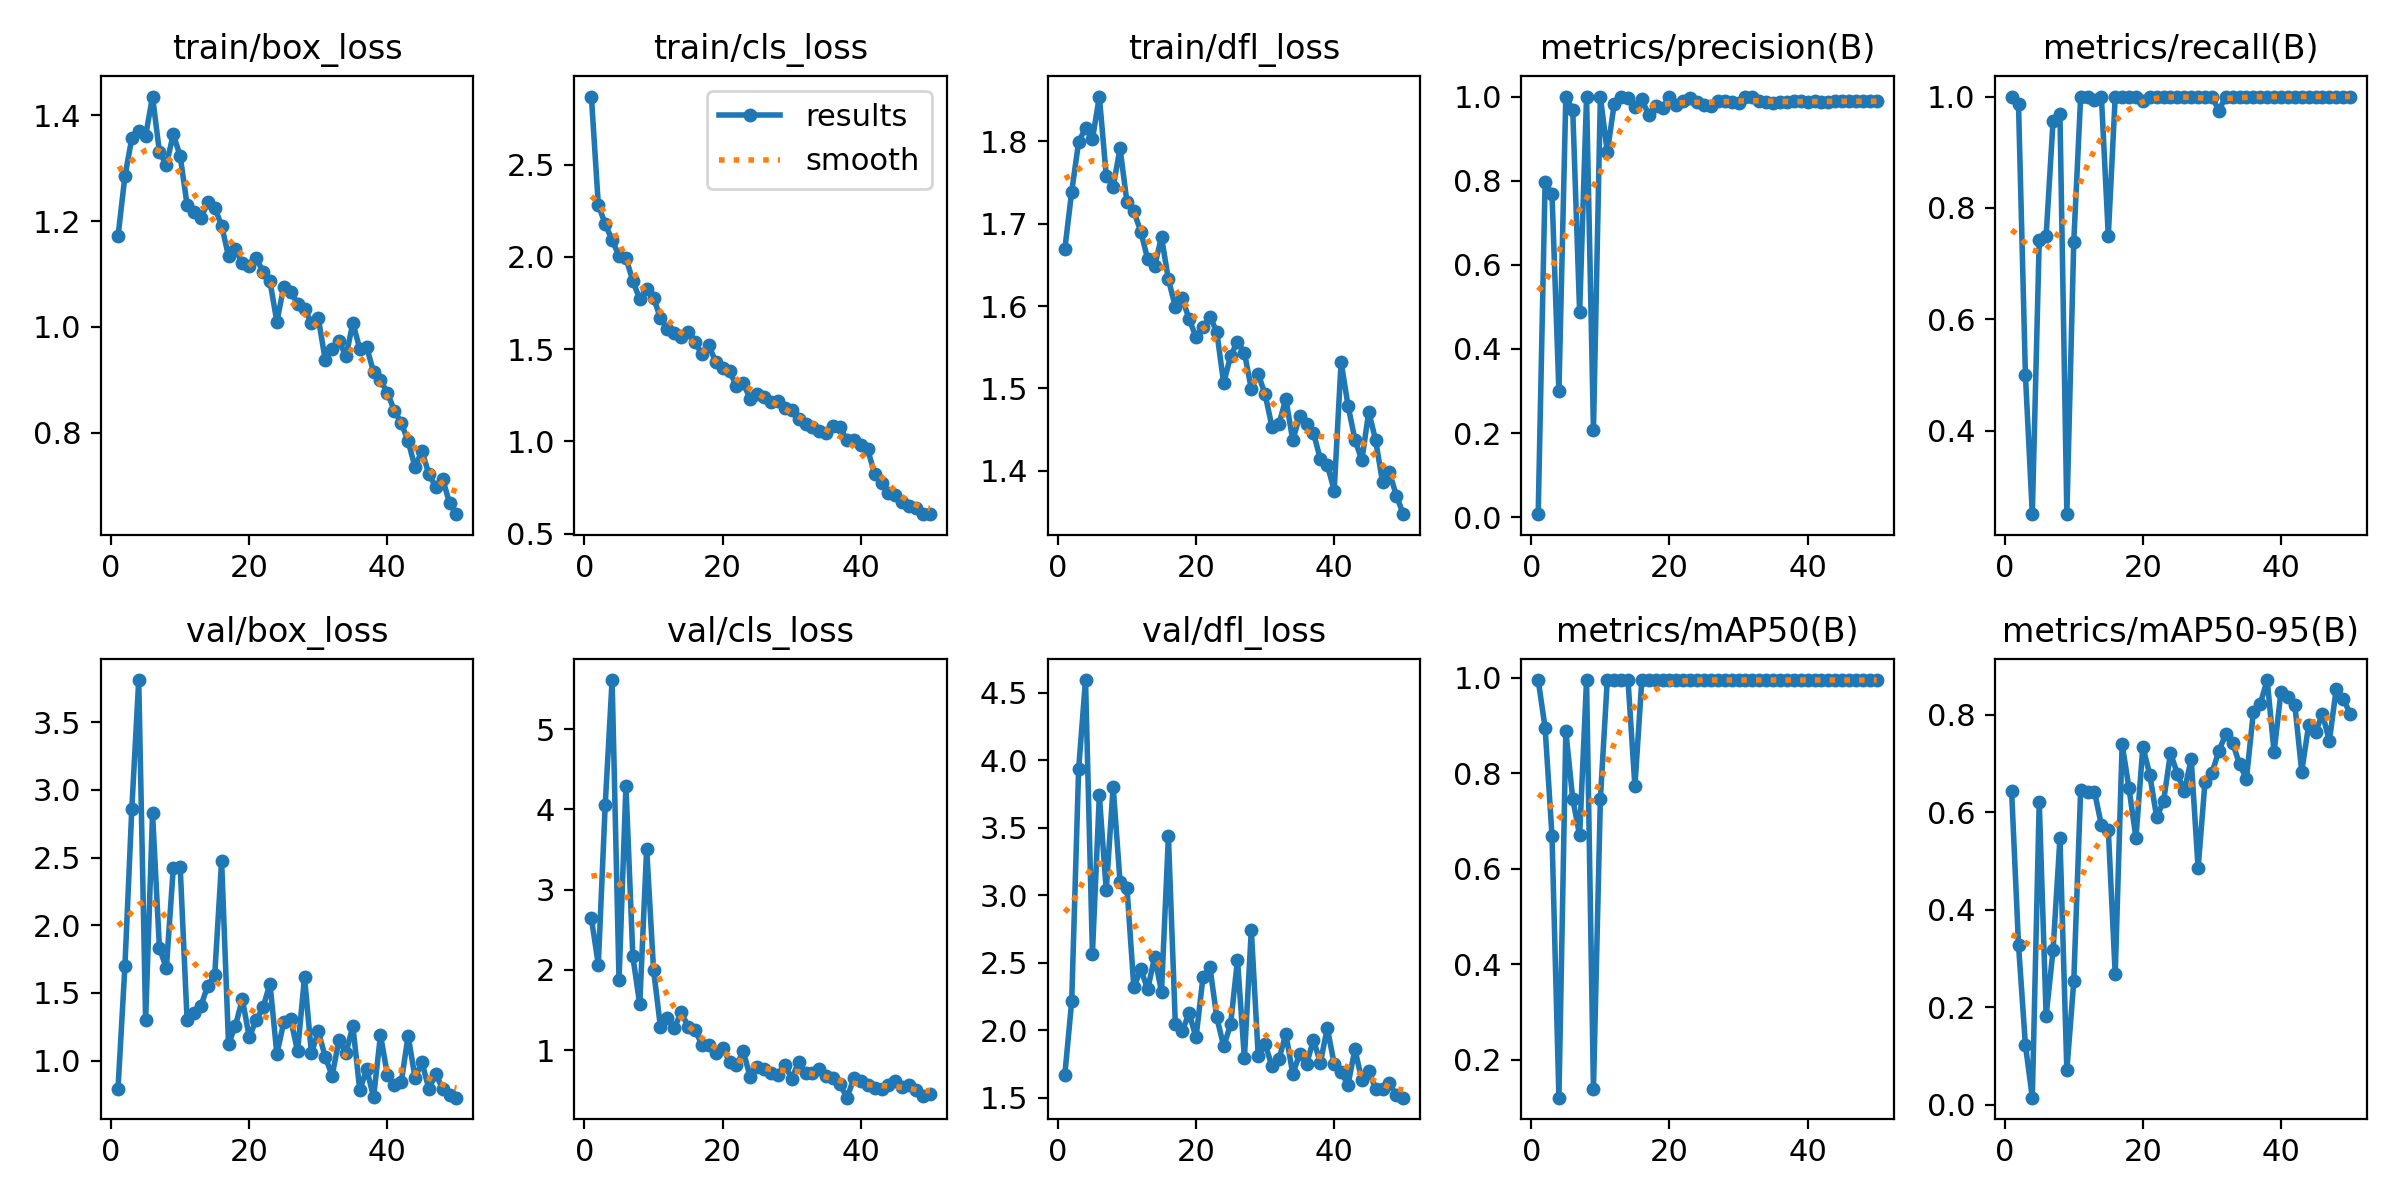 train/box_loss
1.4
1.2
1.0
0.8
0 20 40
train/cls_loss
results
smooth
2.5
2.0
1.5
1.0
0.5
0 20 40
train/dfl_loss
1.8
1.7
1.6
1.5
1.4
0 20 40
metrics/precision(B)
1.0
0.8
0.6
0.4
0.2
0.0
0 20 40
metrics/recall(B)
1.0
0.8
0.6
0.4
0 20 40
val/box_loss
3.5
3.0
2.5
2.0
1.5
1.0
0 20 40
val/cls_loss
5
4
3
2
1
0 20 40
val/dfl_loss
4.5
4.0
3.5
3.0
2.5
2.0
1.5
0 20 40
metrics/mAP50(B)
1.0
0.8
0.6
0.4
0.2
0 20 40
metrics/mAP50-95(B)
0.8
0.6
0.4
0.2
0.0
0 20 40